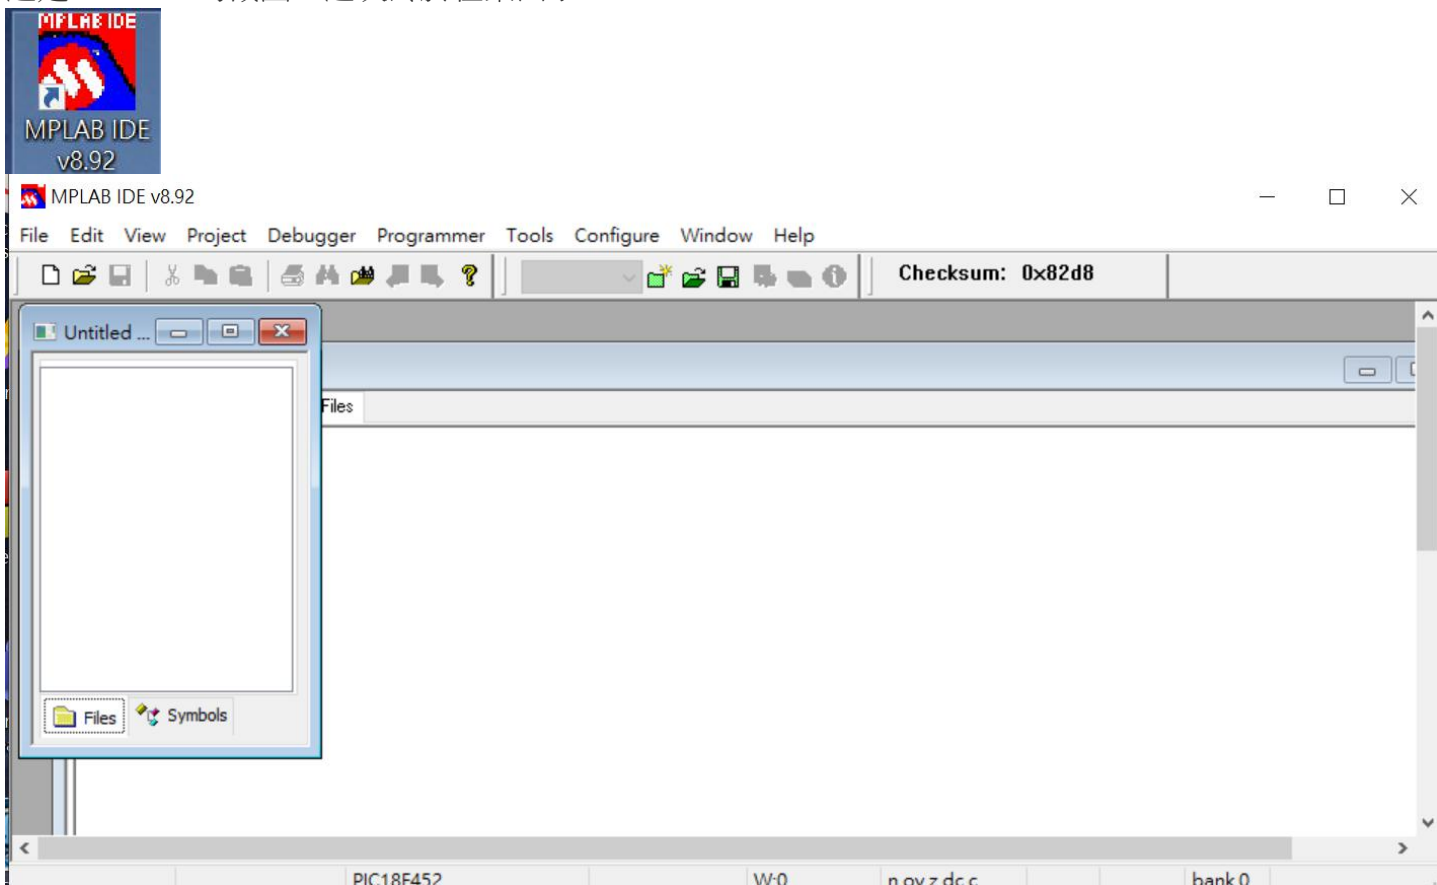 MPLAB IDE
MPLAB IDE
v8.92
MPLAB IDE v8.92
File Edit View Project Debugger Programmer Tools Configure Window Help
Checksum: 0x82d8
Untitled ...
Files
Files Symbols
PIC18F452 W:0 n ov z dc c bank 0